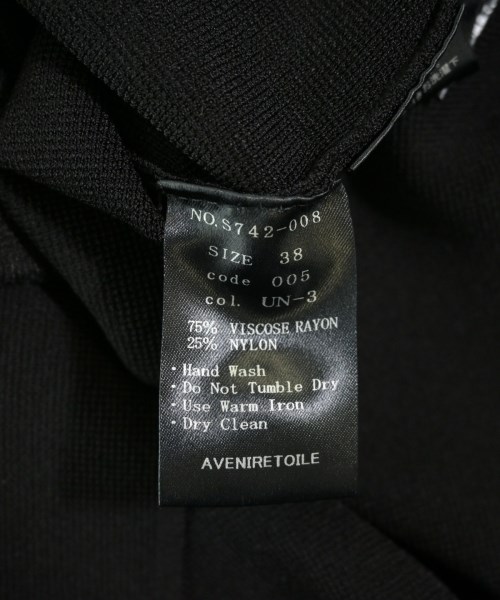 NO.S742-008
SIZE 38
code 005
col. UN-3
75% VISCOSE RAYON
25% NYLON
・Hand Wash
・Do Not Tumble Dry
・Use Warm Iron
・Dry Clean
AVENIRETOILE